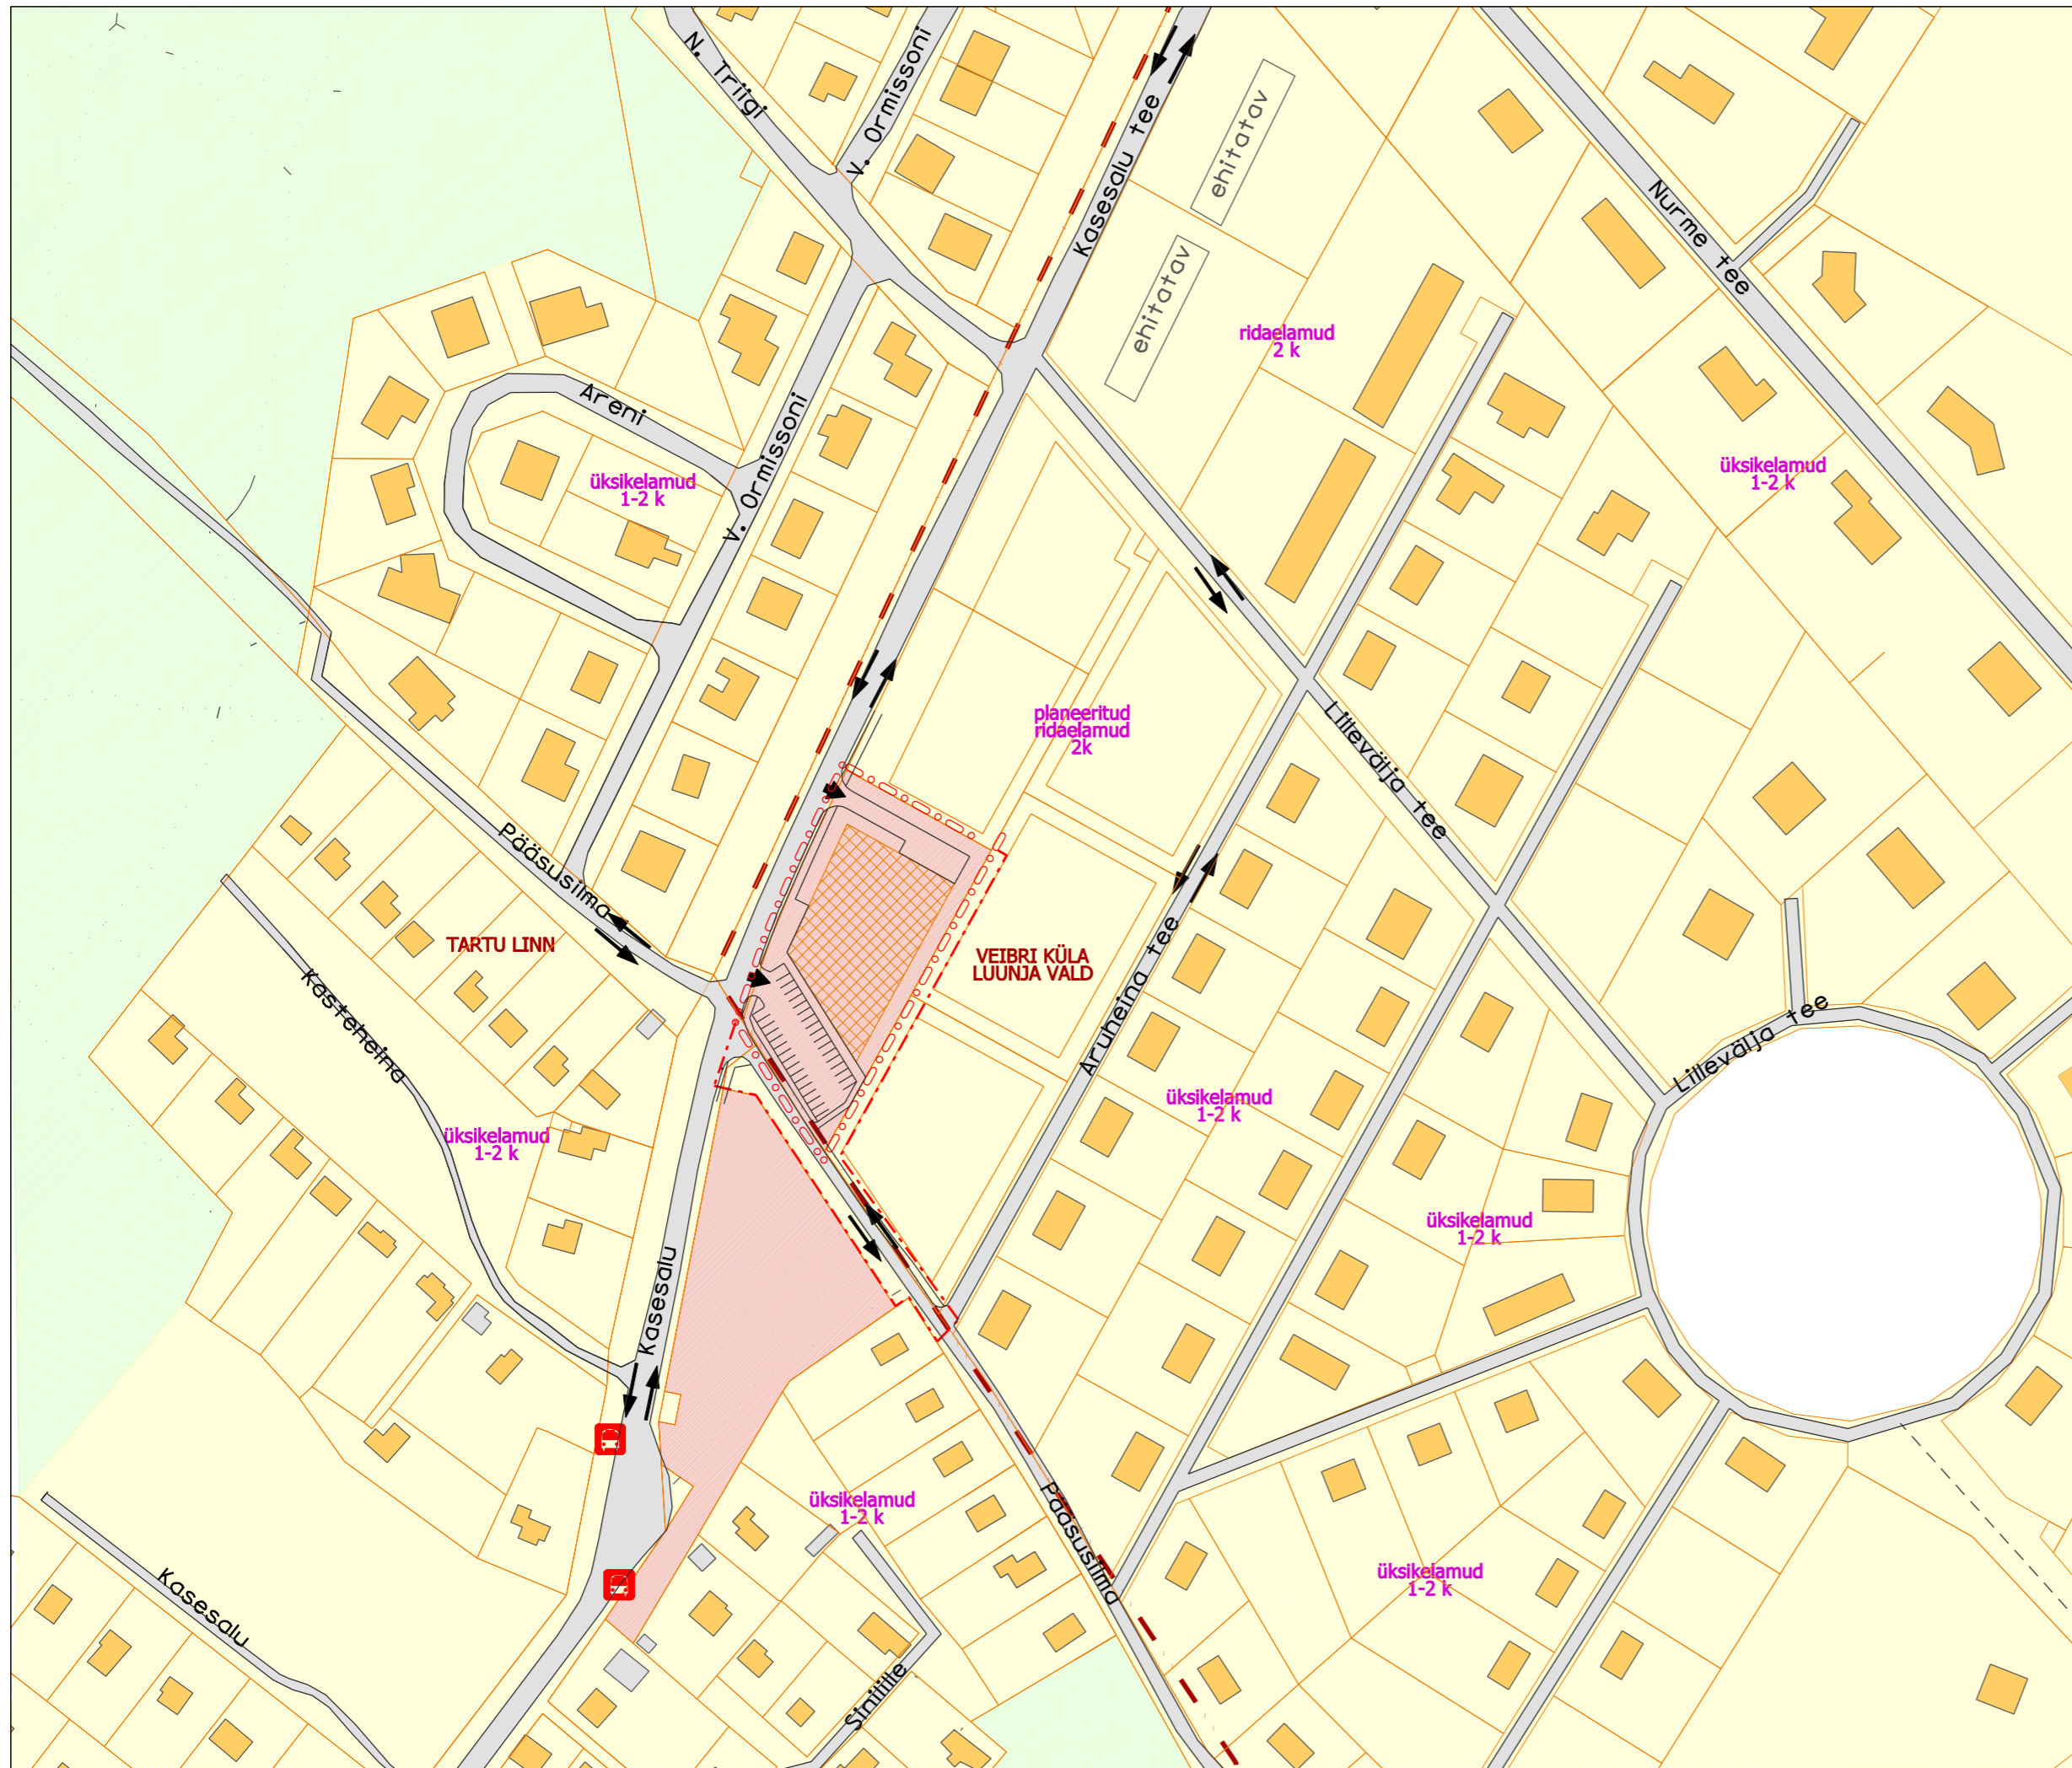 N. Triigi
V. Ormissoni
Kasesalu tee
ehitatav
ehitatav
Nurme tee
ridaelamud
2 k
Areni
üksikelamud
1-2 k
V. Ormissoni
üksikelamud
1-2 k
planeeritud
ridaelamud
2k
Lillevälja tee
Pääsusilma
TARTU LINN
VEIBRI KÜLA
LUUNJA VALD
Aruheina tee
Kasteheina
Lillevälja tee
üksikelamud
1-2 k
üksikelamud
1-2 k
üksikelamud
1-2 k
Kasesalu
üksikelamud
1-2 k
Pääsusilma
üksikelamud
1-2 k
Kasesalu
Sinilille